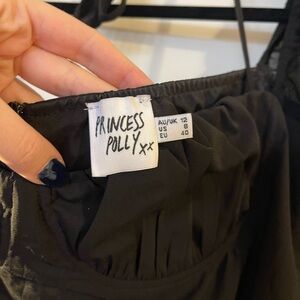 PRINCESS
POLLY xx
AU/UK 12
US 8
EU 40